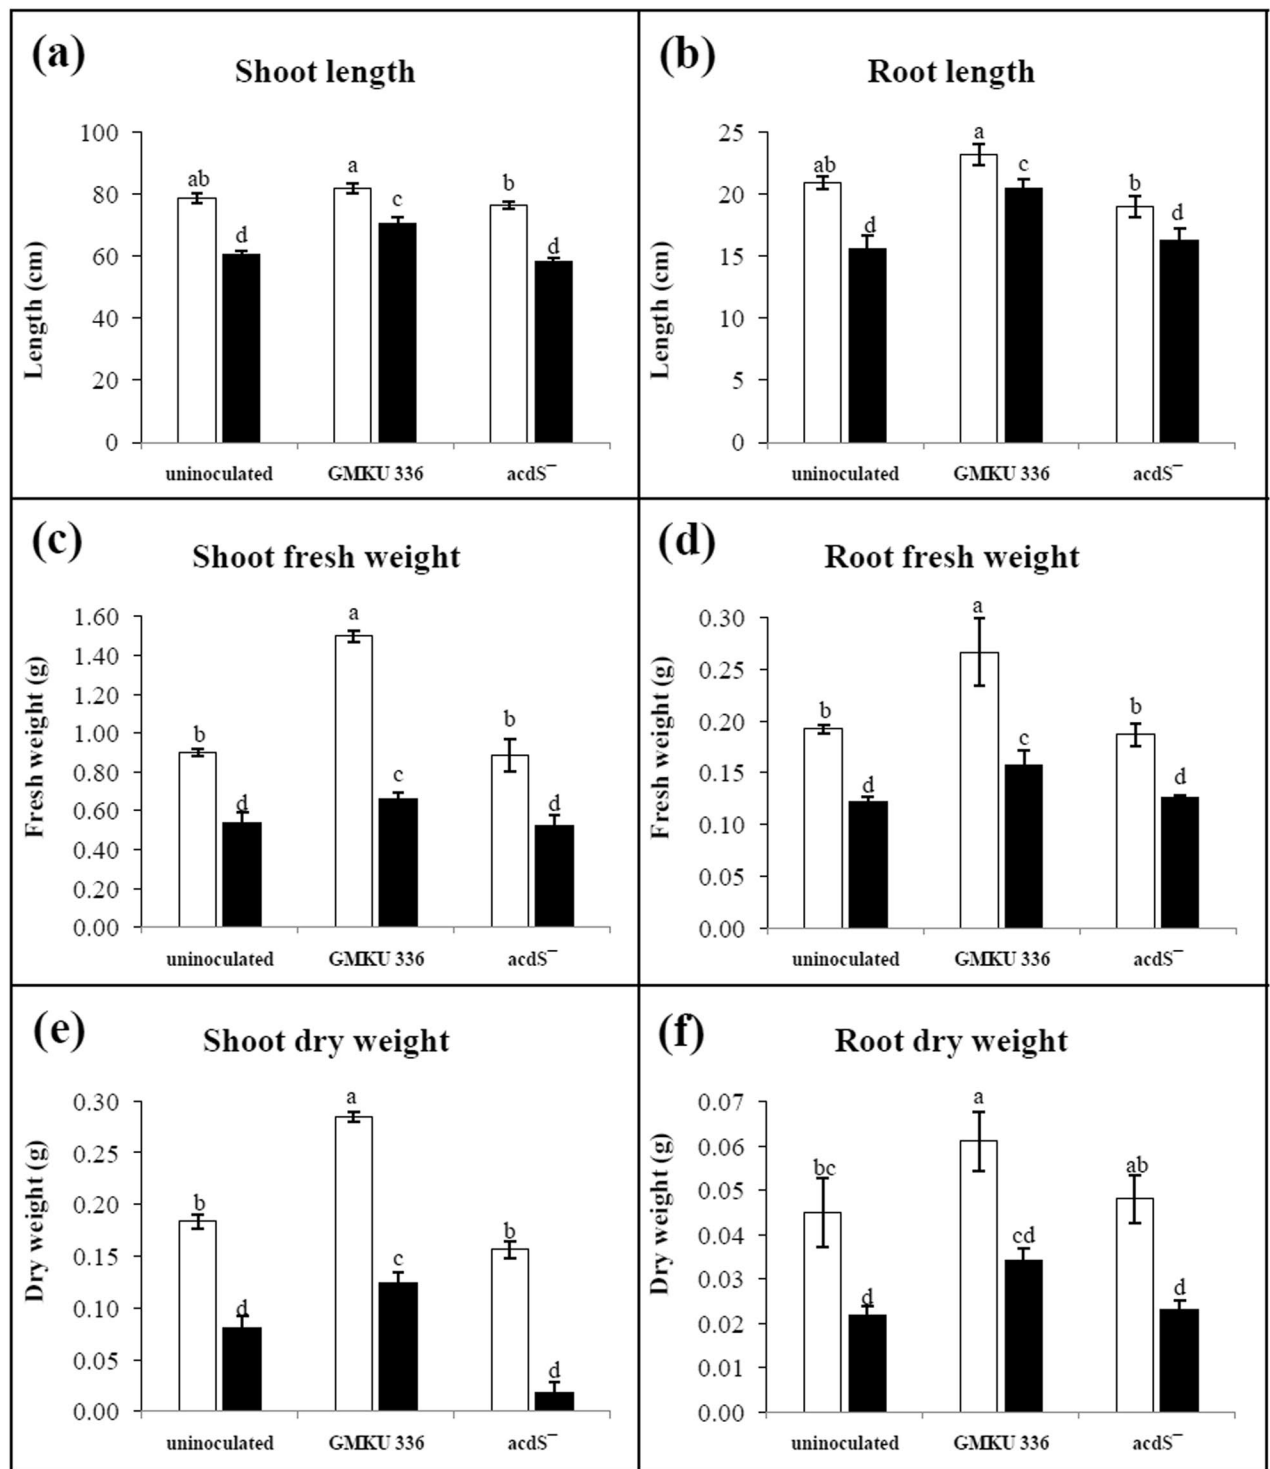 (a)
Shoot length
100
80
60
40
20
0
Length (cm)
ab
d
a
c
b
d
uninoculated GMKU 336 acdS¯
(b)
Root length
25
20
15
10
5
0
Length (cm)
ab
d
a
c
b
d
uninoculated GMKU 336 acdS¯
(c)
Shoot fresh weight
1.60
1.40
1.20
1.00
0.80
0.60
0.40
0.20
0.00
Fresh weight (g)
b
d
a
c
b
d
uninoculated GMKU 336 acdS¯
(d)
Root fresh weight
0.30
0.25
0.20
0.15
0.10
0.05
0.00
Fresh weight (g)
b
d
a
c
b
d
uninoculated GMKU 336 acdS¯
(e)
Shoot dry weight
0.30
0.25
0.20
0.15
0.10
0.05
0.00
Dry weight (g)
b
d
a
c
b
d
uninoculated GMKU 336 acdS¯
(f)
Root dry weight
0.07
0.06
0.05
0.04
0.03
0.02
0.01
0.00
Dry weight (g)
bc
d
a
cd
ab
d
uninoculated GMKU 336 acdS¯